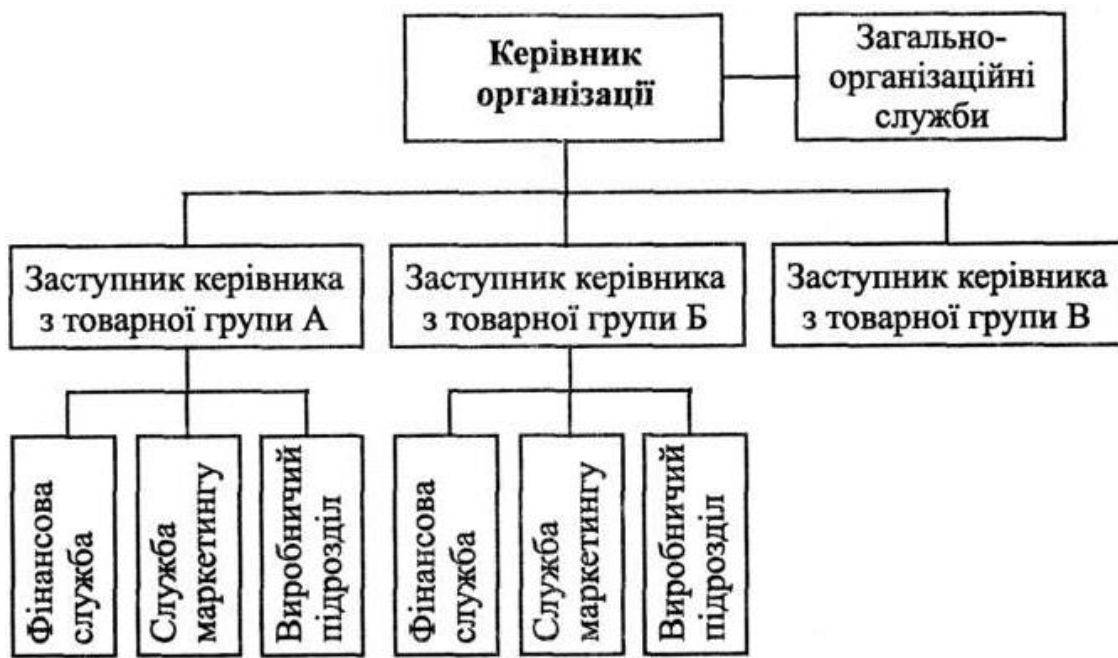 Керівник
організації
Загально-
організаційні
служби
Заступник керівника
з товарної групи А
Заступник керівника
з товарної групи Б
Заступник керівника
з товарної групи В
Фінансова
служба
Служба
маркетингу
Виробничий
підрозділ
Фінансова
служба
Служба
маркетингу
Виробничий
підрозділ